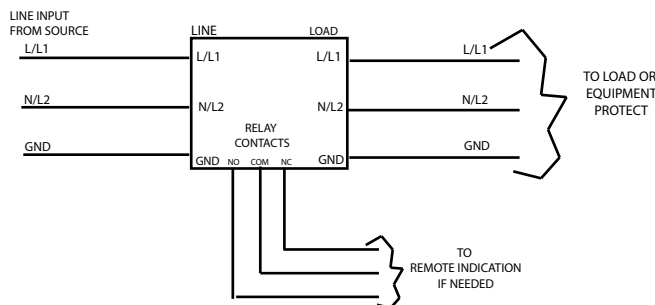 LINE INPUT
FROM SOURCE
L/L1
N/L2
GND
LINE
LOAD
L/L1
L/L1
N/L2
N/L2
RELAY
CONTACTS
GND
NO
COM
NC
GND
L/L1
N/L2
GND
TO LOAD OR
EQUIPMENT
PROTECT
TO
REMOTE INDICATION
IF NEEDED